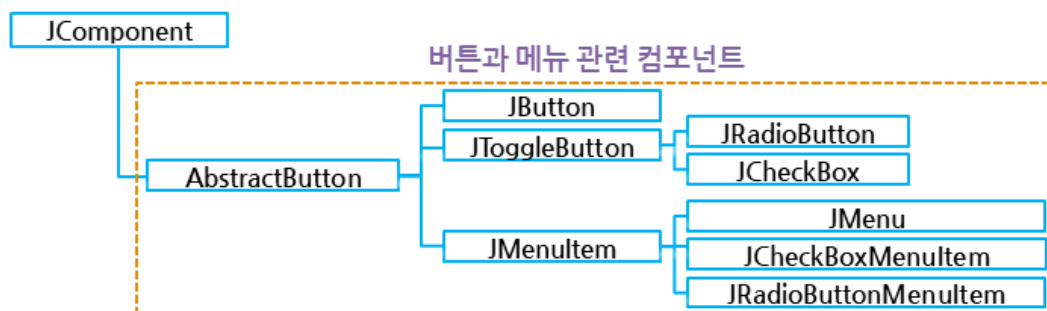 JComponent
버튼과 메뉴 관련 컴포넌트
JButton
JToggleButton
JRadioButton
JCheckBox
AbstractButton
JMenuItem
JMenu
JCheckBoxMenuItem
JRadioButtonMenuItem